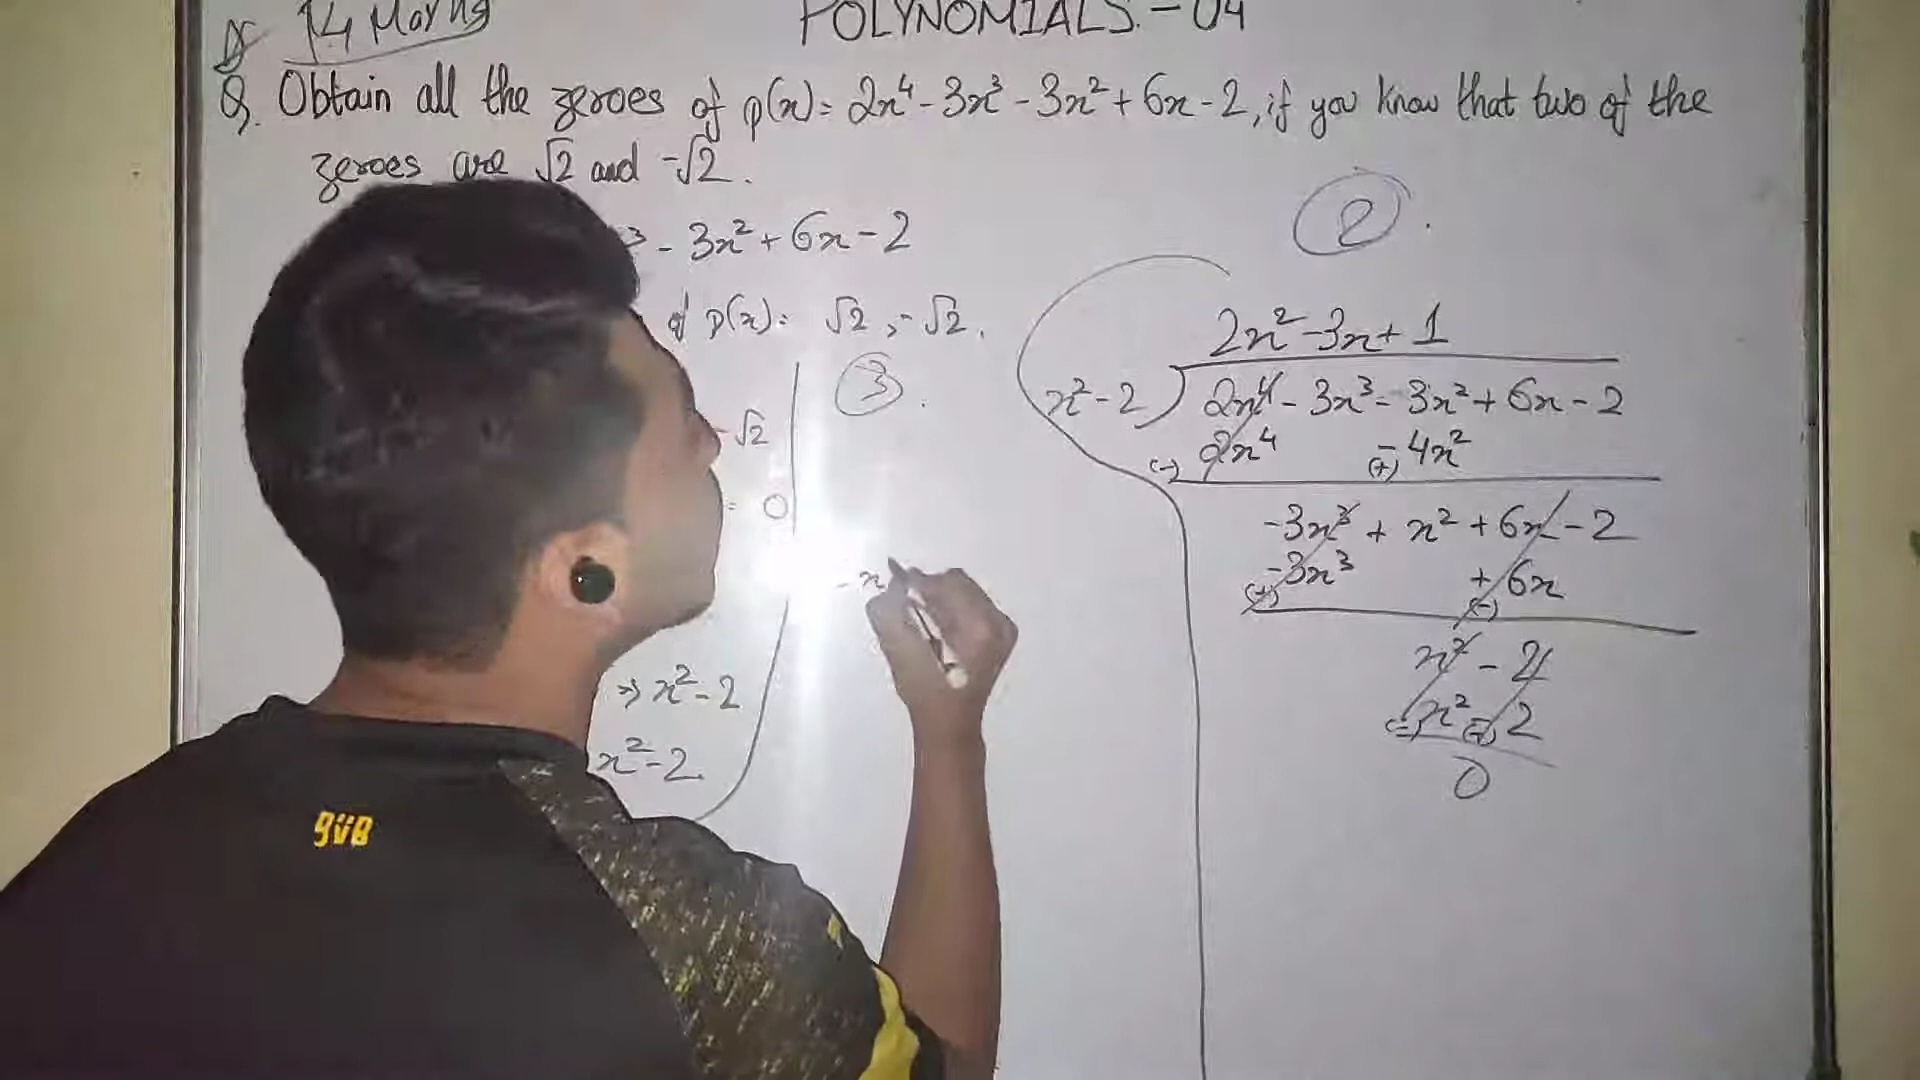 14 Marks
POLYNOMIALS - 04
Q. Obtain all the zeroes of p(x) = 2x⁴ - 3x³ - 3x² + 6x - 2, if you know that two of the
zeroes are √2 and -√2.
³ - 3x² + 6x - 2
of p(x) = √2, -√2.
-√2
= 0
⇒ x² - 2
x² - 2
③.
- x
②.
2x² - 3x + 1
x² - 2 ) 2x⁴ - 3x³ - 3x² + 6x - 2
(-) 2x⁴ (+) - 4x²
-3x³ + x² + 6x - 2
(+) -3x³ (-) + 6x
x² - 2
(-) x² (+) - 2
0